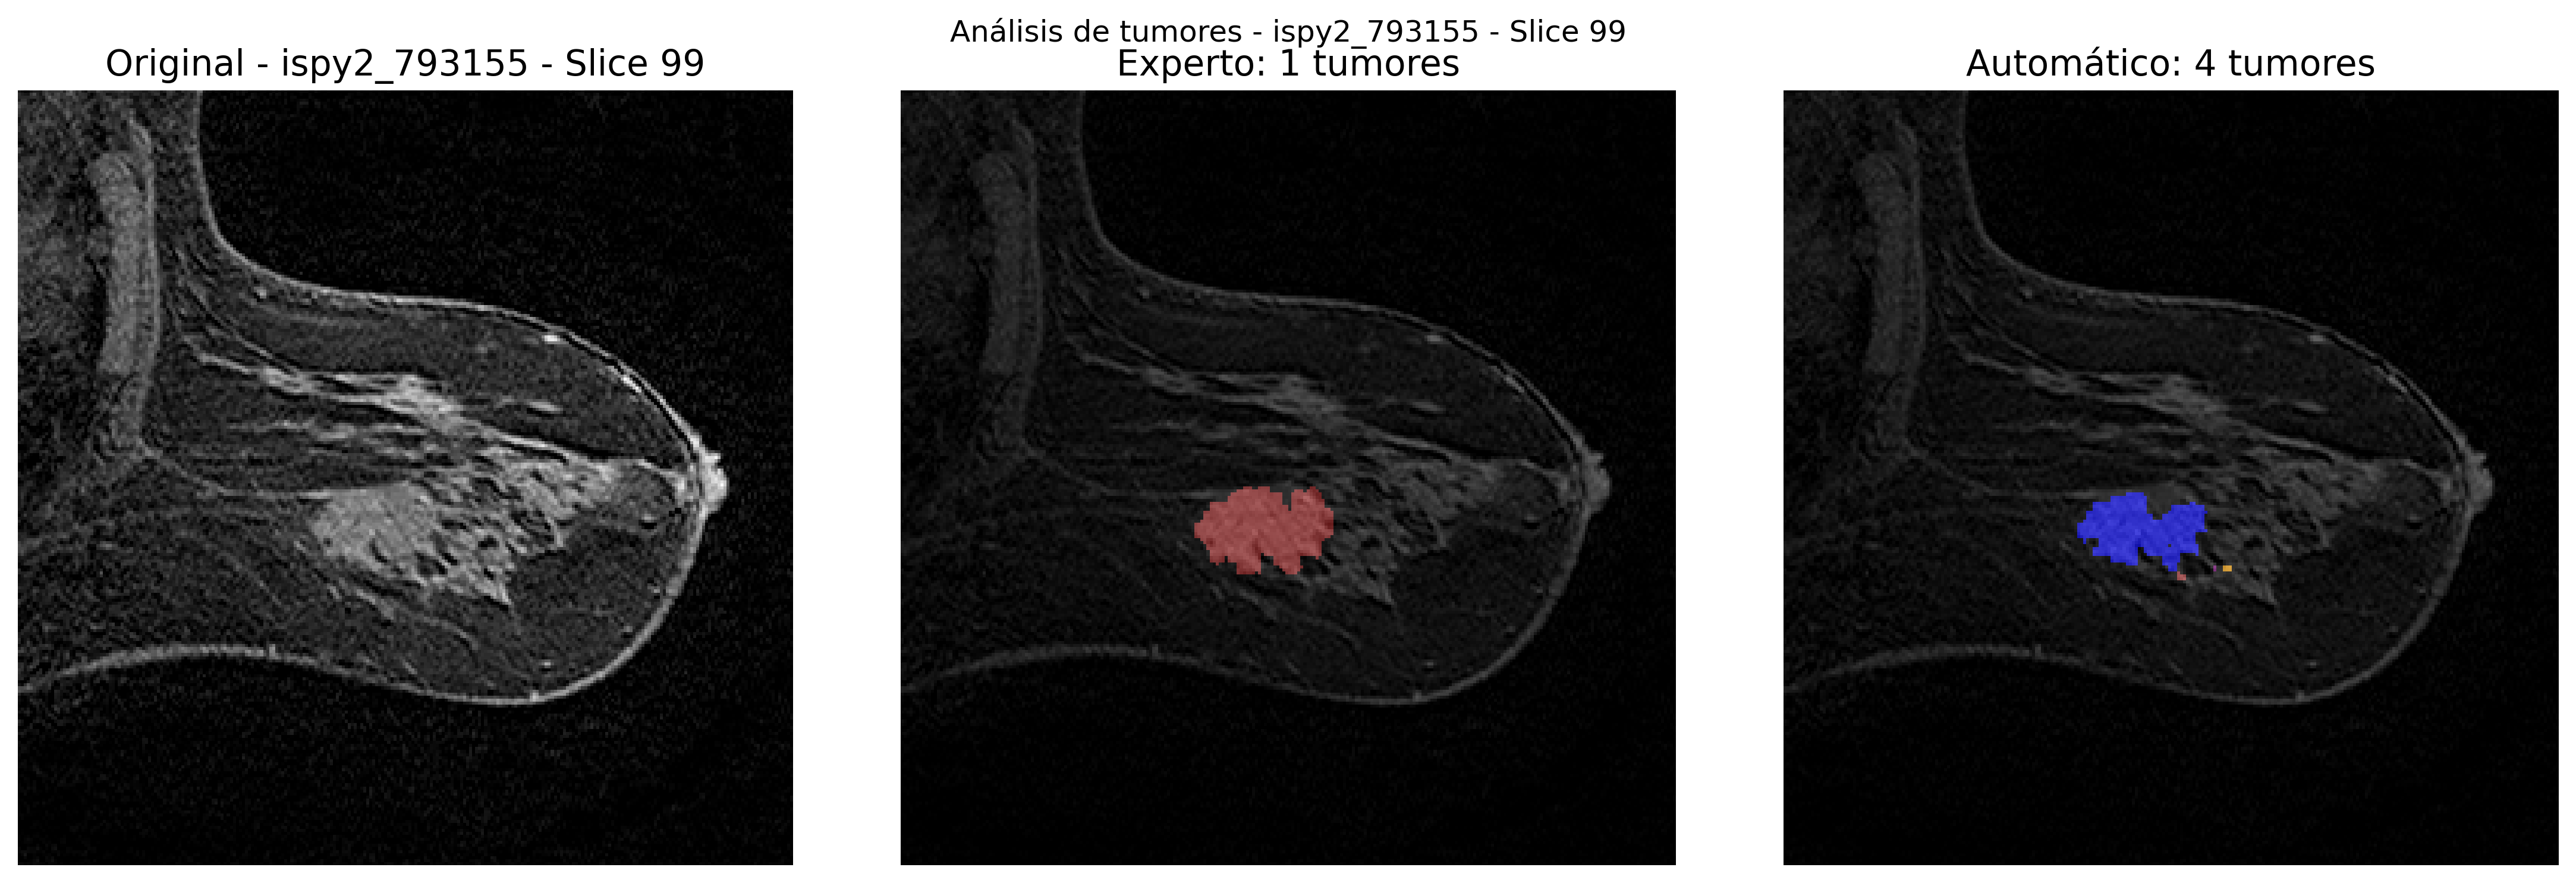 Análisis de tumores - ispy2_793155 - Slice 99
Original - ispy2_793155 - Slice 99
Experto: 1 tumores
Automático: 4 tumores